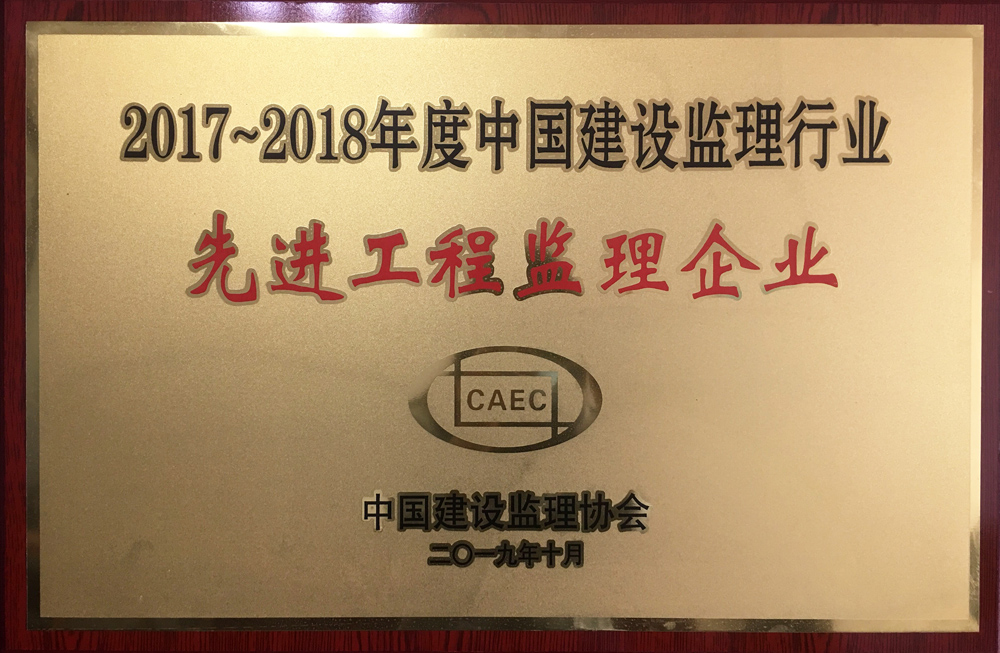 2017~2018年度中国建设监理行业
先进工程监理企业
CAEC
中国建设监理协会
二〇一九年十月